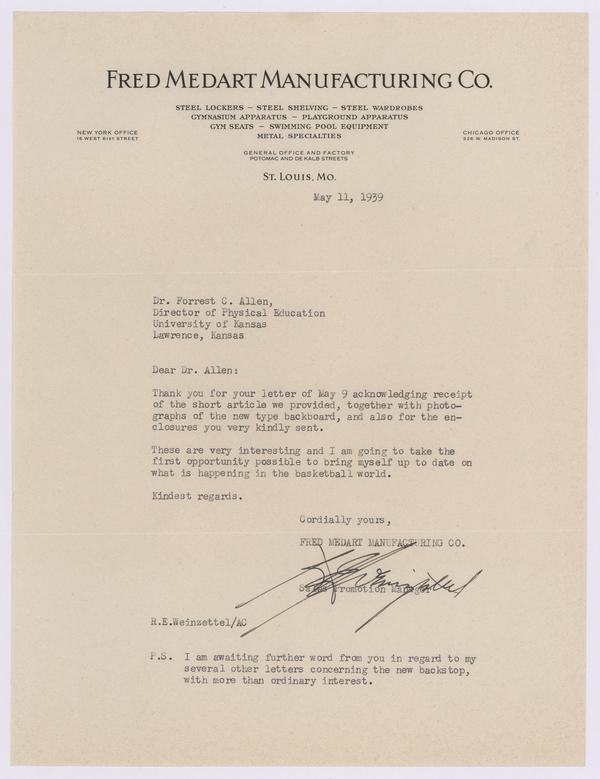 FRED MEDART MANUFACTURING CO.
STEEL LOCKERS – STEEL SHELVING – STEEL WARDROBES
GYMNASIUM APPARATUS – PLAYGROUND APPARATUS
GYM SEATS – SWIMMING POOL EQUIPMENT
METAL SPECIALTIES
NEW YORK OFFICE
16 WEST 61ST STREET
CHICAGO OFFICE
326 W. MADISON ST.
GENERAL OFFICE AND FACTORY
POTOMAC AND DE KALB STREETS
ST. LOUIS, MO.
May 11, 1939
Dr. Forrest C. Allen,
Director of Physical Education
University of Kansas
Lawrence, Kansas
Dear Dr. Allen:
Thank you for your letter of May 9 acknowledging receipt
of the short article we provided, together with photo-
graphs of the new type backboard, and also for the en-
closures you very kindly sent.
These are very interesting and I am going to take the
first opportunity possible to bring myself up to date on
what is happening in the basketball world.
Kindest regards.
Cordially yours,
FRED MEDART MANUFACTURING CO.
R E Weinzettel
Sales Promotion Manager
R.E.Weinzettel/AC
P.S. I am awaiting further word from you in regard to my
several other letters concerning the new backstop,
with more than ordinary interest.